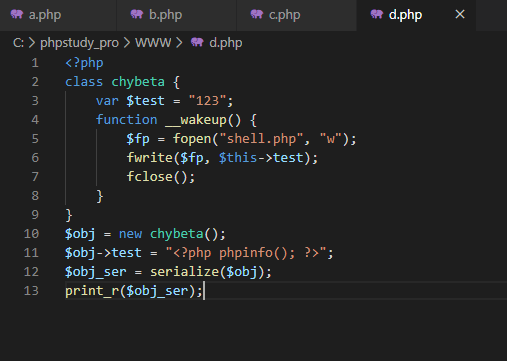 a.php b.php c.php d.php ×
C: > phpstudy_pro > WWW > d.php
1 <?php
2 class chybeta {
3 var $test = "123";
4 function __wakeup() {
5 $fp = fopen("shell.php", "w");
6 fwrite($fp, $this->test);
7 fclose();
8 }
9 }
10 $obj = new chybeta();
11 $obj->test = "<?php phpinfo(); ?>";
12 $obj_ser = serialize($obj);
13 print_r($obj_ser);